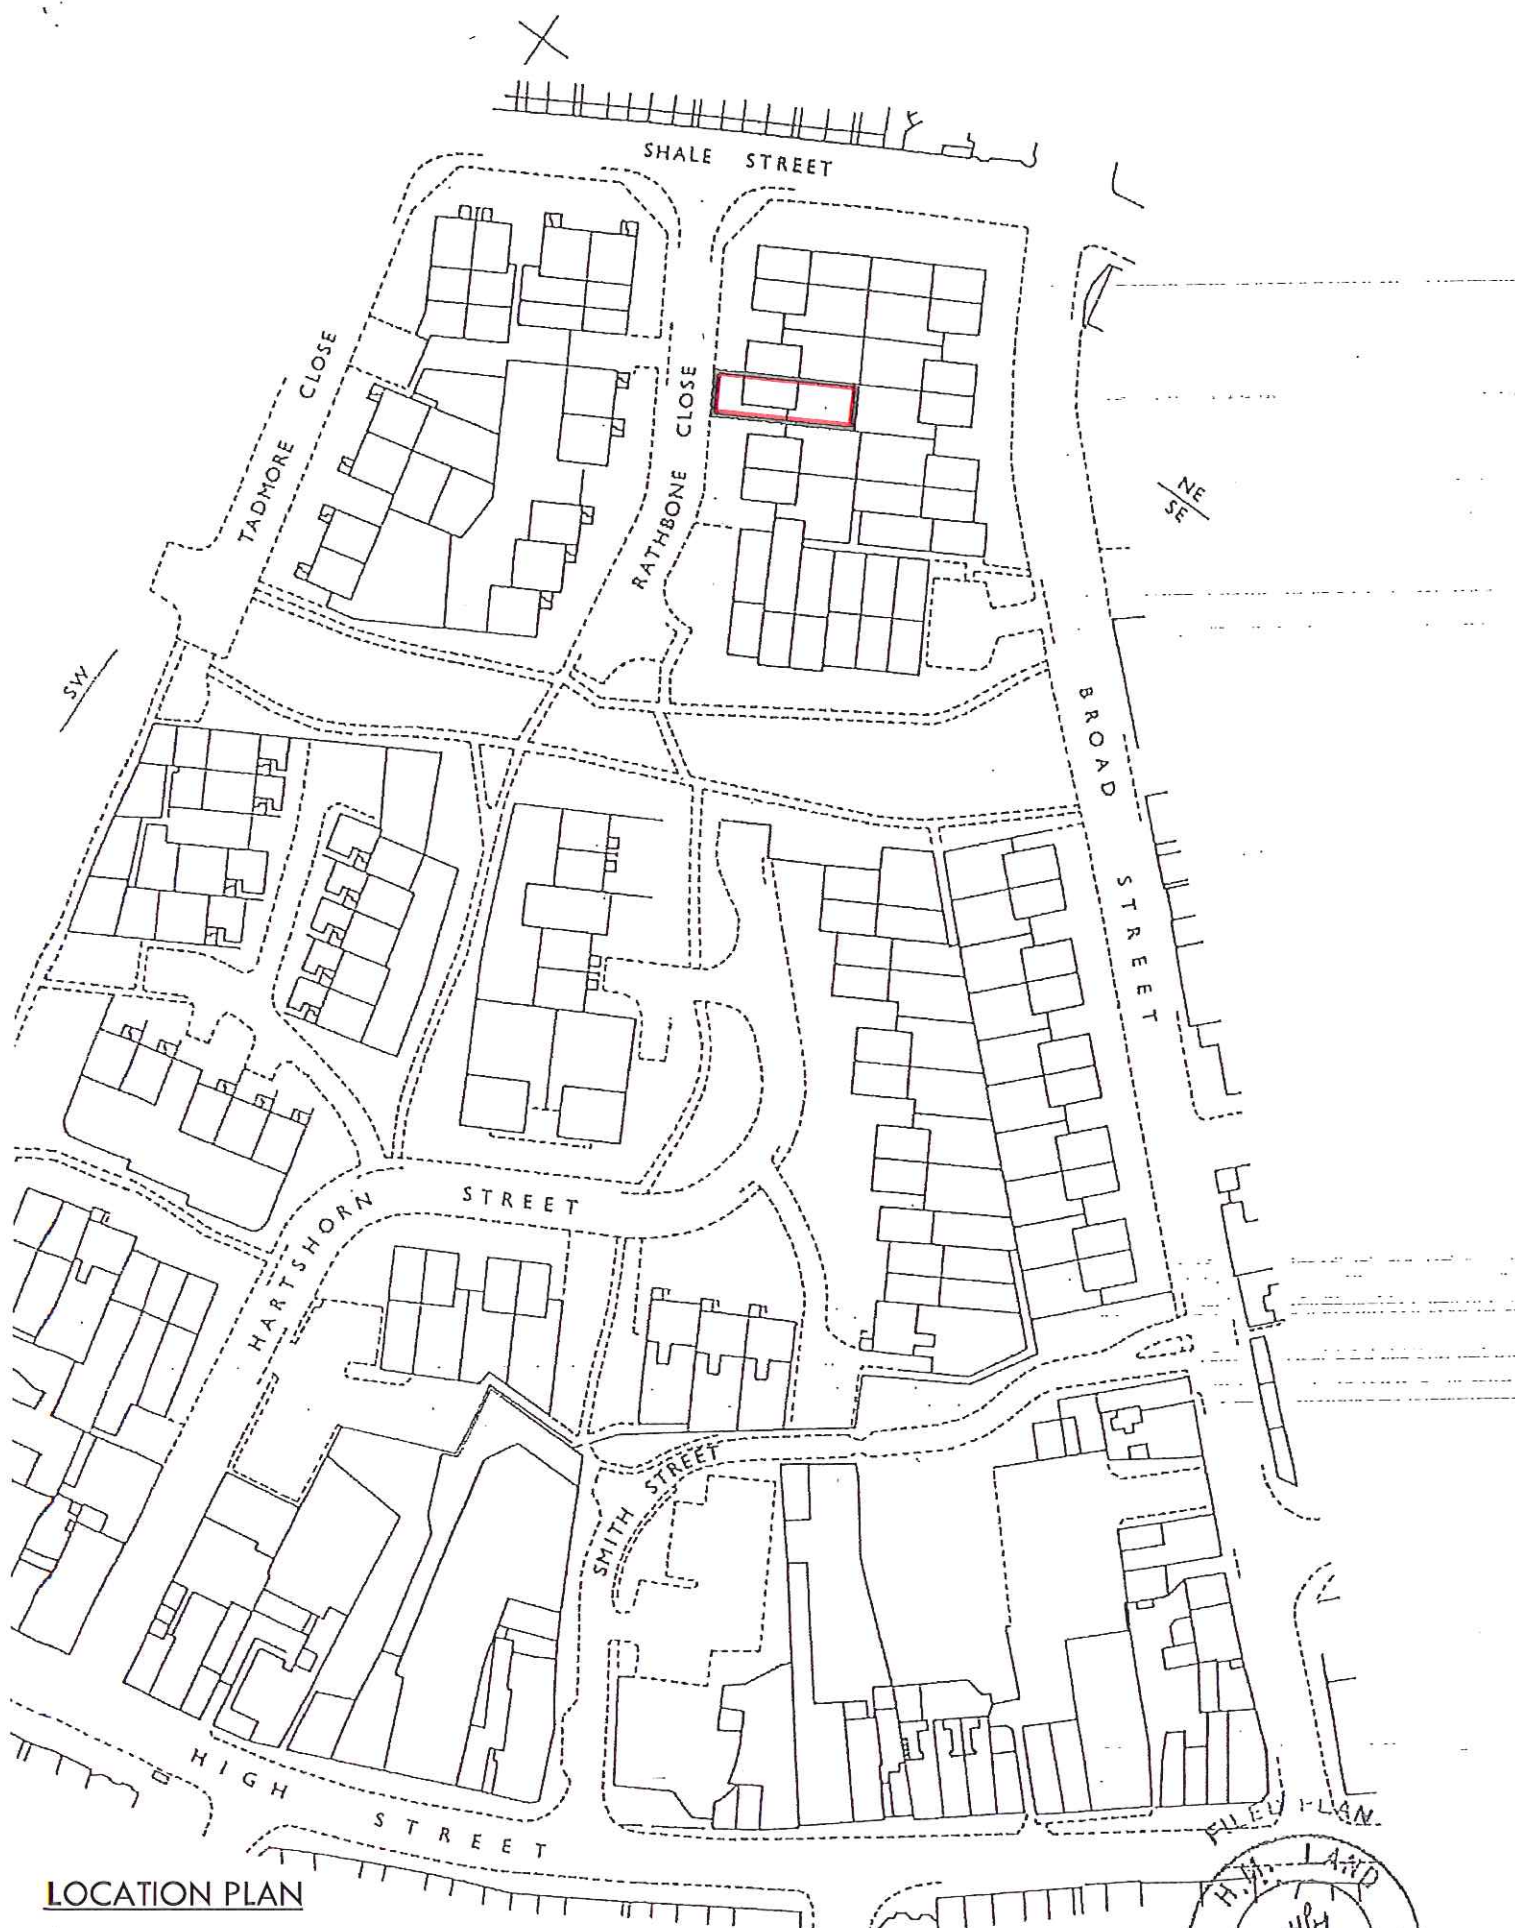 SHALE STREET
TADMORE CLOSE
RATHBONE CLOSE
NE
SE
SW
BROAD STREET
HARTSHORN STREET
SMITH STREET
HIGH STREET
FILED PLAN
H.M. LAND
LOCATION PLAN